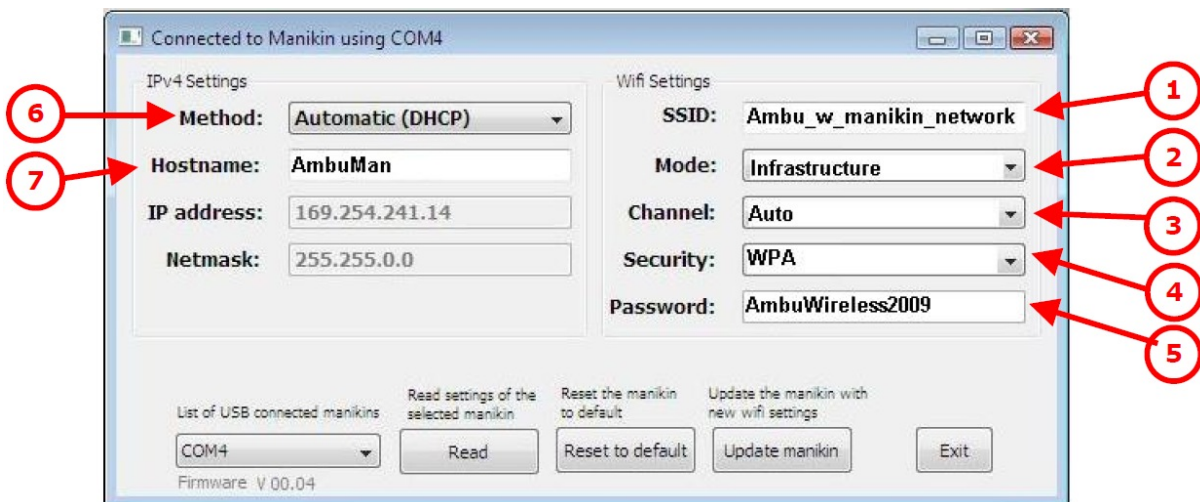 Connected to Manikin using COM4
IPv4 Settings
6
Method: Automatic (DHCP)
7
Hostname: AmbuMan
IP address: 169.254.241.14
Netmask: 255.255.0.0
Wifi Settings
SSID: Ambu_w_manikin_network
1
Mode: Infrastructure
2
Channel: Auto
3
Security: WPA
4
Password: AmbuWireless2009
5
List of USB connected manikins
COM4
Firmware V 00.04
Read settings of the
selected manikin
Read
Reset the manikin
to default
Reset to default
Update the manikin with
new wifi settings
Update manikin
Exit